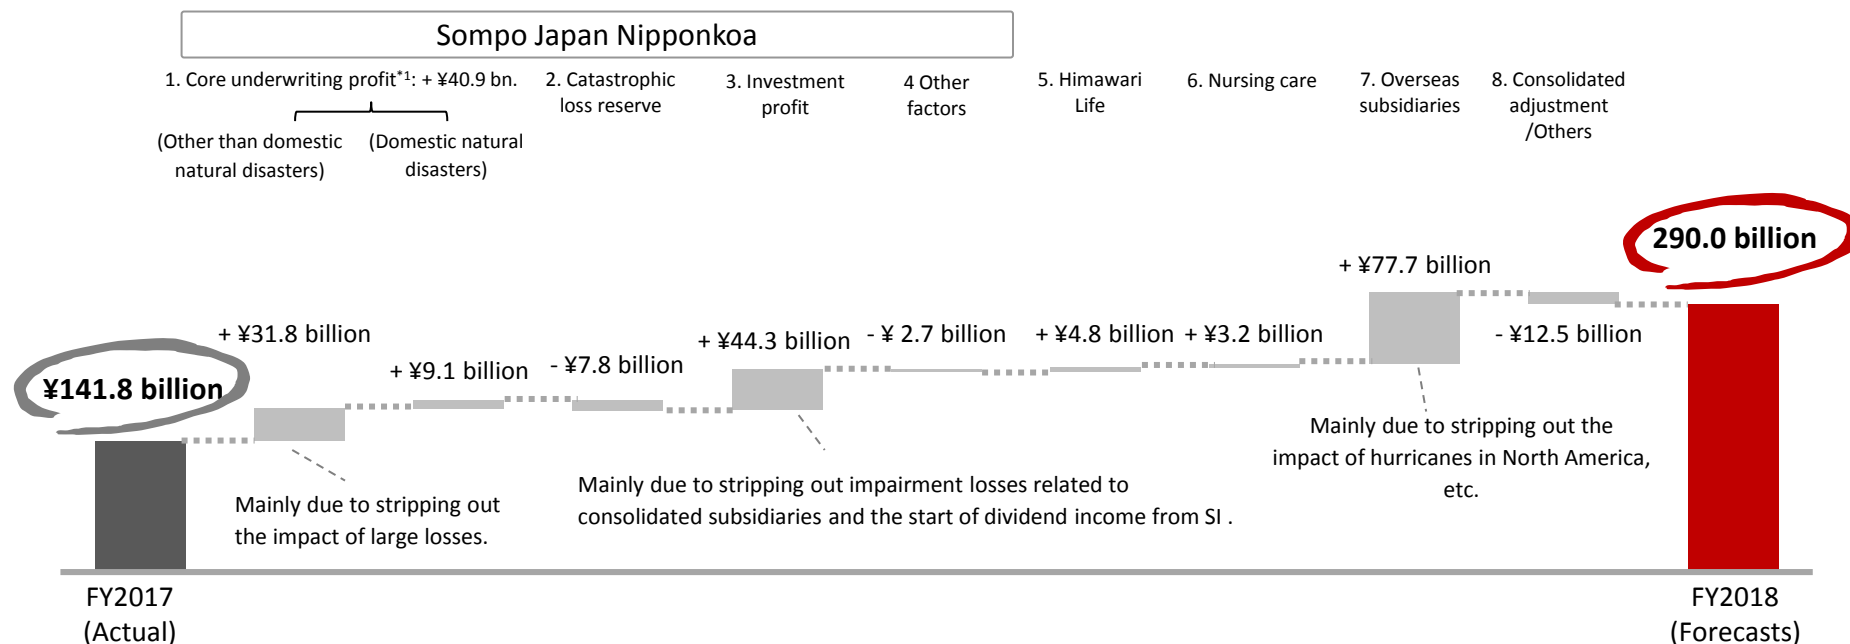 Sompo Japan Nipponkoa
1. Core underwriting profit*1: + ¥40.9 bn.
(Other than domestic
natural disasters)
(Domestic natural
disasters)
2. Catastrophic
loss reserve
3. Investment
profit
4 Other
factors
5. Himawari
Life
6. Nursing care
7. Overseas
subsidiaries
8. Consolidated
adjustment
/Others
¥141.8 billion
+ ¥31.8 billion
+ ¥9.1 billion
- ¥7.8 billion
+ ¥44.3 billion
- ¥ 2.7 billion
+ ¥4.8 billion
+ ¥3.2 billion
+ ¥77.7 billion
- ¥12.5 billion
290.0 billion
Mainly due to stripping out
the impact of large losses.
Mainly due to stripping out impairment losses related to
consolidated subsidiaries and the start of dividend income from SI .
Mainly due to stripping out the
impact of hurricanes in North America,
etc.
FY2017
(Actual)
FY2018
(Forecasts)